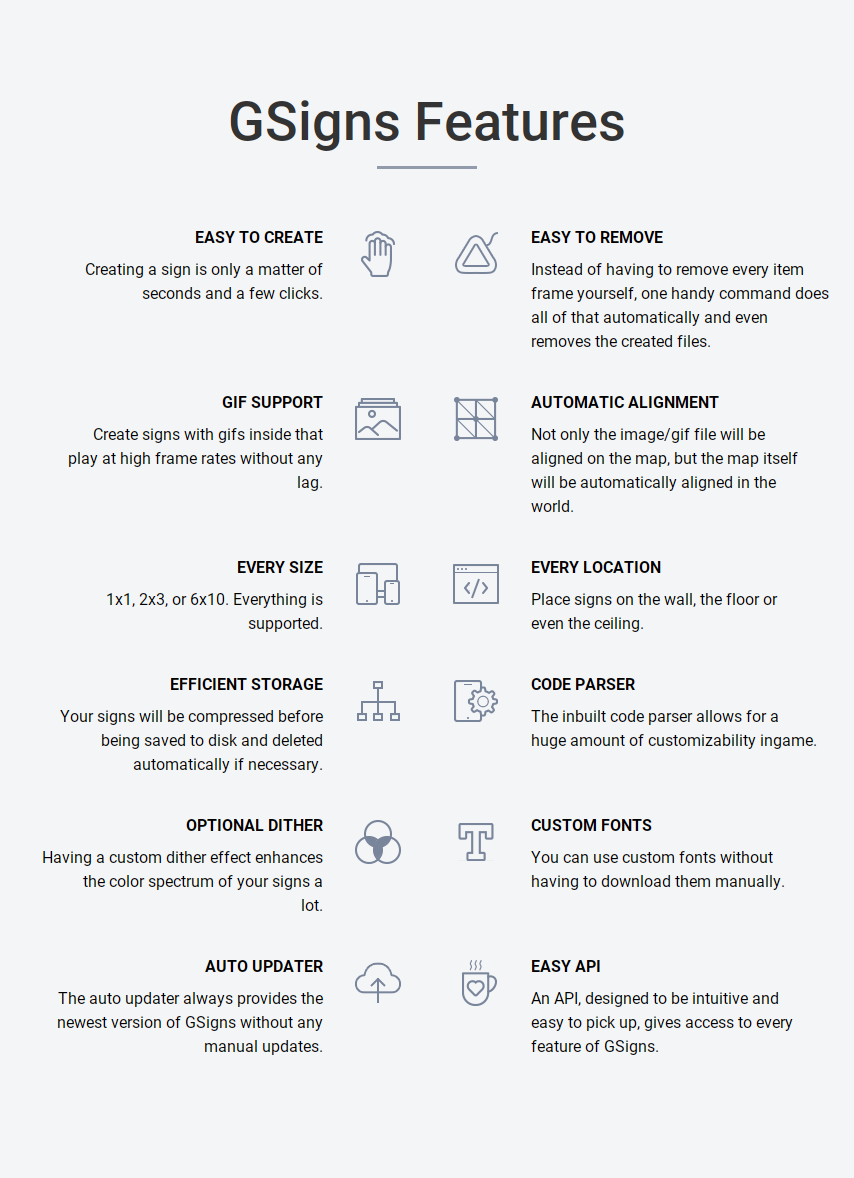 GSigns Features
EASY TO CREATE
Creating a sign is only a matter of
seconds and a few clicks.
EASY TO REMOVE
Instead of having to remove every item
frame yourself, one handy command does
all of that automatically and even
removes the created files.
GIF SUPPORT
Create signs with gifs inside that
play at high frame rates without any
lag.
AUTOMATIC ALIGNMENT
Not only the image/gif file will be
aligned on the map, but the map itself
will be automatically aligned in the
world.
EVERY SIZE
1x1, 2x3, or 6x10. Everything is
supported.
EVERY LOCATION
Place signs on the wall, the floor or
even the ceiling.
EFFICIENT STORAGE
Your signs will be compressed before
being saved to disk and deleted
automatically if necessary.
CODE PARSER
The inbuilt code parser allows for a
huge amount of customizability ingame.
OPTIONAL DITHER
Having a custom dither effect enhances
the color spectrum of your signs a
lot.
CUSTOM FONTS
You can use custom fonts without
having to download them manually.
AUTO UPDATER
The auto updater always provides the
newest version of GSigns without any
manual updates.
EASY API
An API, designed to be intuitive and
easy to pick up, gives access to every
feature of GSigns.